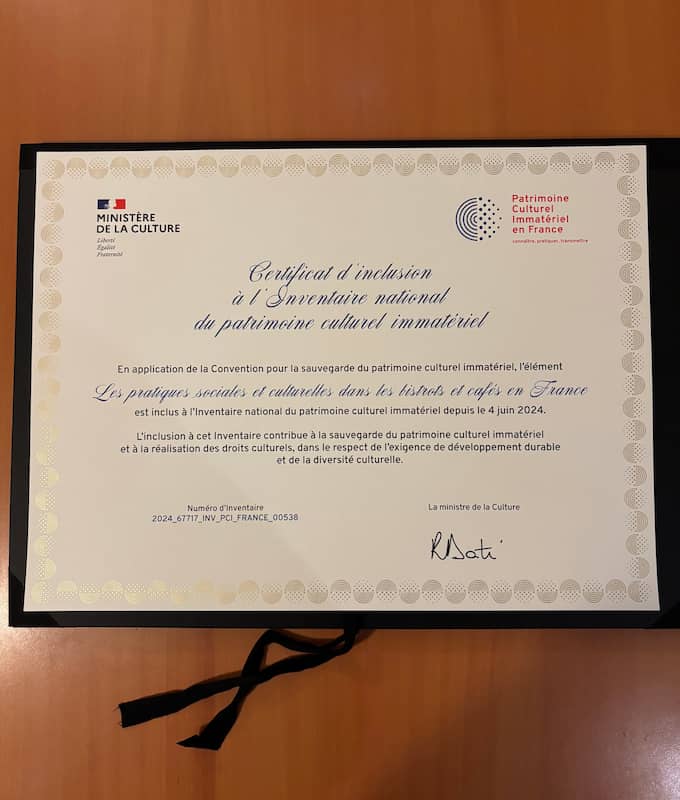 MINISTÈRE
DE LA CULTURE
Liberté
Égalité
Fraternité
Patrimoine
Culturel
Immatériel
en France
connaître, pratiquer, transmettre
Certificat d'inclusion
à l'Inventaire national
du patrimoine culturel immatériel
En application de la Convention pour la sauvegarde du patrimoine culturel immatériel, l'élément
Les pratiques sociales et culturelles dans les bistrots et cafés en France
est inclus à l'Inventaire national du patrimoine culturel immatériel depuis le 4 juin 2024.
L'inclusion à cet Inventaire contribue à la sauvegarde du patrimoine culturel immatériel
et à la réalisation des droits culturels, dans le respect de l'exigence de développement durable
et de la diversité culturelle.
Numéro d'Inventaire
2024_67717_INV_PCI_FRANCE_00538
La ministre de la Culture
RDati